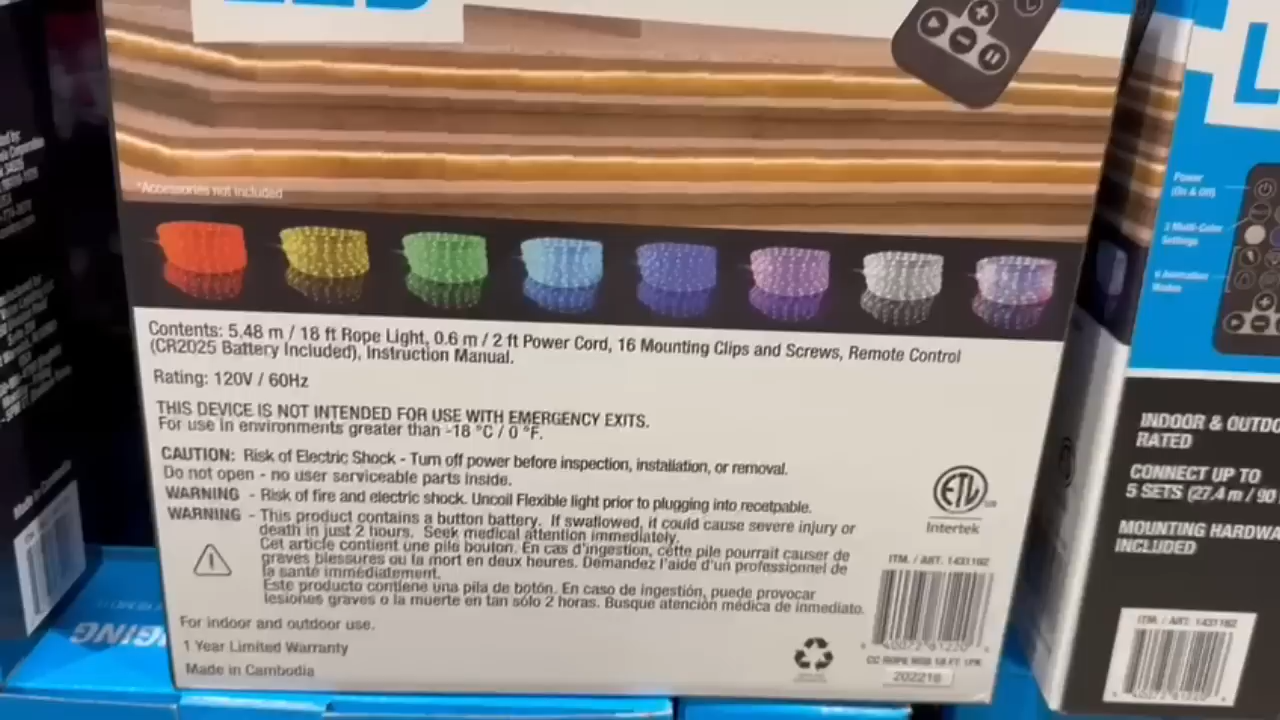 LED
*Accessories not included
Contents: 5.48 m / 18 ft Rope Light, 0.6 m / 2 ft Power Cord, 16 Mounting Clips and Screws, Remote Control
(CR2025 Battery Included), Instruction Manual.
Rating: 120V / 60Hz
THIS DEVICE IS NOT INTENDED FOR USE WITH EMERGENCY EXITS.
For use in environments greater than -18 °C / 0 °F.
CAUTION: Risk of Electric Shock - Turn off power before inspection, installation, or removal.
Do not open - no user serviceable parts inside.
WARNING - Risk of fire and electric shock. Uncoil Flexible light prior to plugging into recetpable.
WARNING - This product contains a button battery. If swallowed, it could cause severe injury or
death in just 2 hours. Seek medical attention immediately.
Cet article contient une pile bouton. En cas d'ingestion, cette pile pourrait causer de
graves blessures ou la mort en deux heures. Demandez l'aide d'un professionnel de
la santé immédiatement.
Este producto contiene una pila de botón. En caso de ingestión, puede provocar
lesiones graves o la muerte en tan sólo 2 horas. Busque atención médica de inmediato.
For indoor and outdoor use.
1 Year Limited Warranty
Made in Cambodia
ETL
Intertek
ITM. / ART. 1431182
CC ROPE RGB 18 FT 1PK
202216
Power
(On & Off)
Settings
Modes
INDOOR & OUTDO
RATED
CONNECT UP TO
5 SETS (27.4 m / 90
MOUNTING HARDWA
INCLUDED
ITM. / ART. 1431182